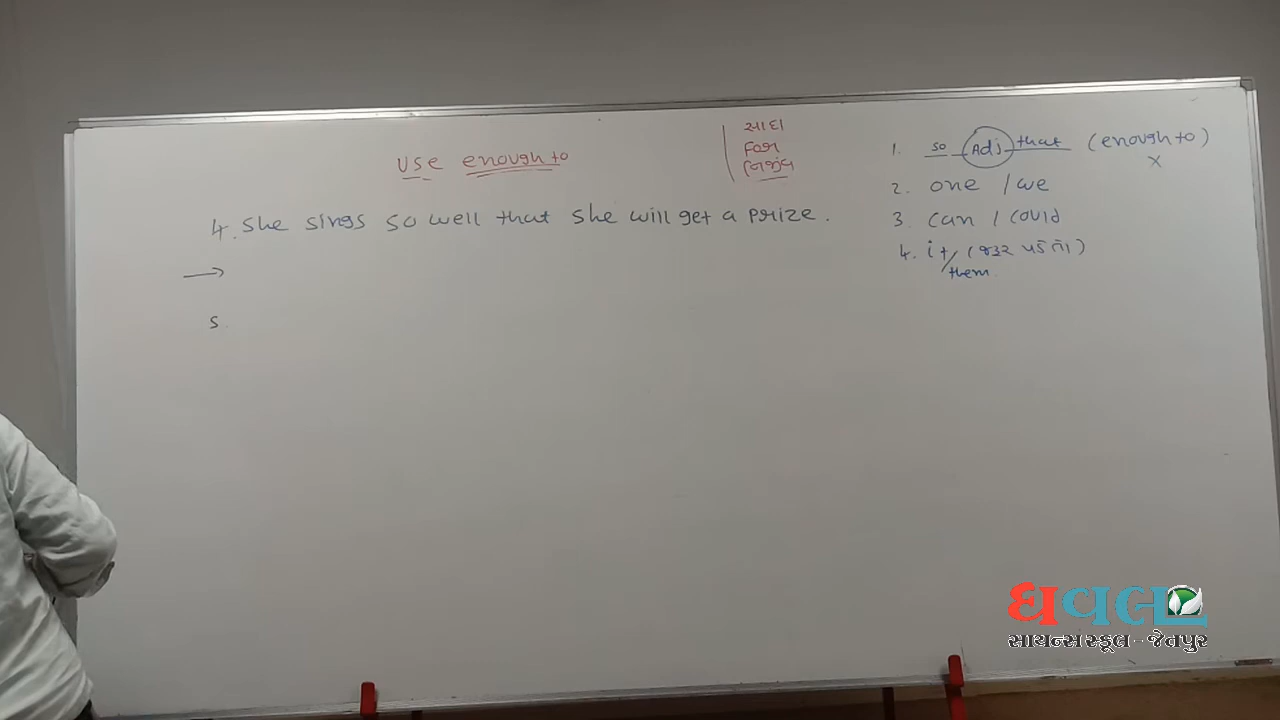 Use enough to
સાદા
For
નિર્જીવ
4. She sings so well that she will get a prize.
→
5.
1. so Adj that (enough to)
x
2. one / we
3. can / could
4. it / (જરૂર પડે તો)
them.
ધવલ
સાયન્સ સ્કૂલ - જેતપુર